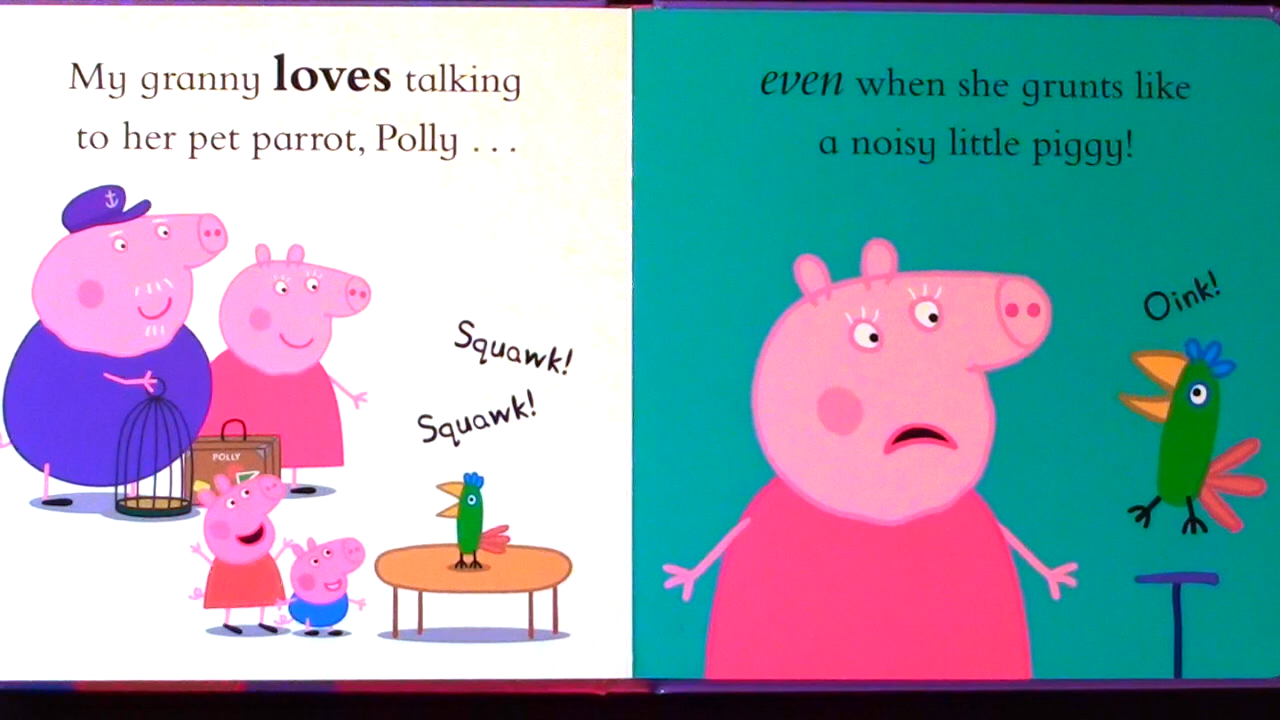 My granny loves talking
to her pet parrot, Polly . . .
Squawk!
Squawk!
POLLY
even when she grunts like
a noisy little piggy!
Oink!